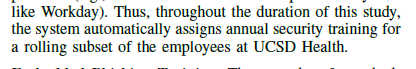 like Workday). Thus, throughout the duration of this study,
the system automatically assigns annual security training for
a rolling subset of the employees at UCSD Health.